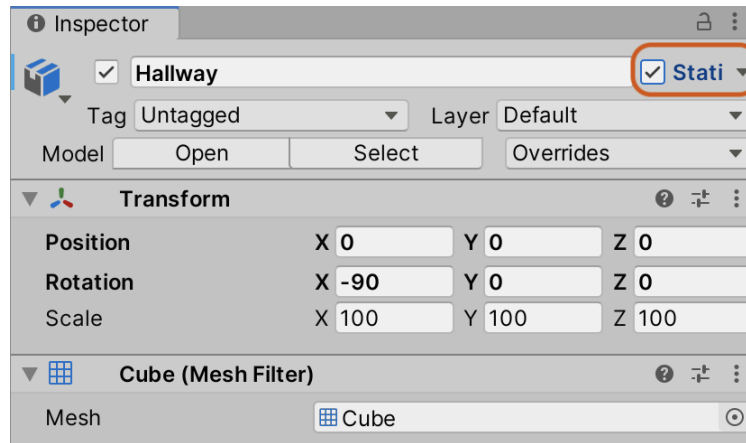 Inspector
Hallway Stati
Tag Untagged Layer Default
Model Open Select Overrides
Transform
Position X 0 Y 0 Z 0
Rotation X -90 Y 0 Z 0
Scale X 100 Y 100 Z 100
Cube (Mesh Filter)
Mesh Cube